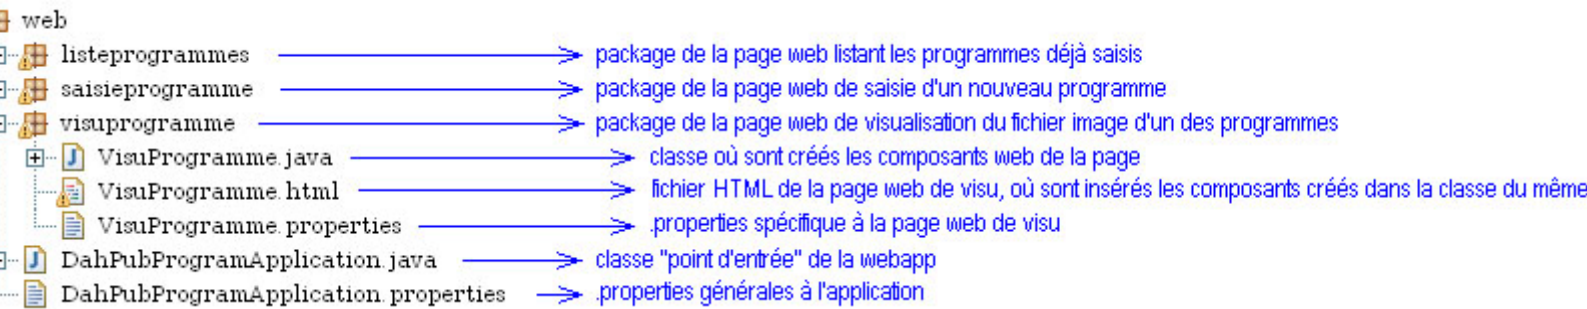 web
listeprogrammes package de la page web listant les programmes déjà saisis
saisieprogramme package de la page web de saisie d'un nouveau programme
visuprogramme package de la page web de visualisation du fichier image d'un des programmes
VisuProgramme.java classe où sont créés les composants web de la page
VisuProgramme.html fichier HTML de la page web de visu, où sont insérés les composants créés dans la classe du même
VisuProgramme.properties .properties spécifique à la page web de visu
DahPubProgramApplication.java classe "point d'entrée" de la webapp
DahPubProgramApplication.properties .properties générales à l'application